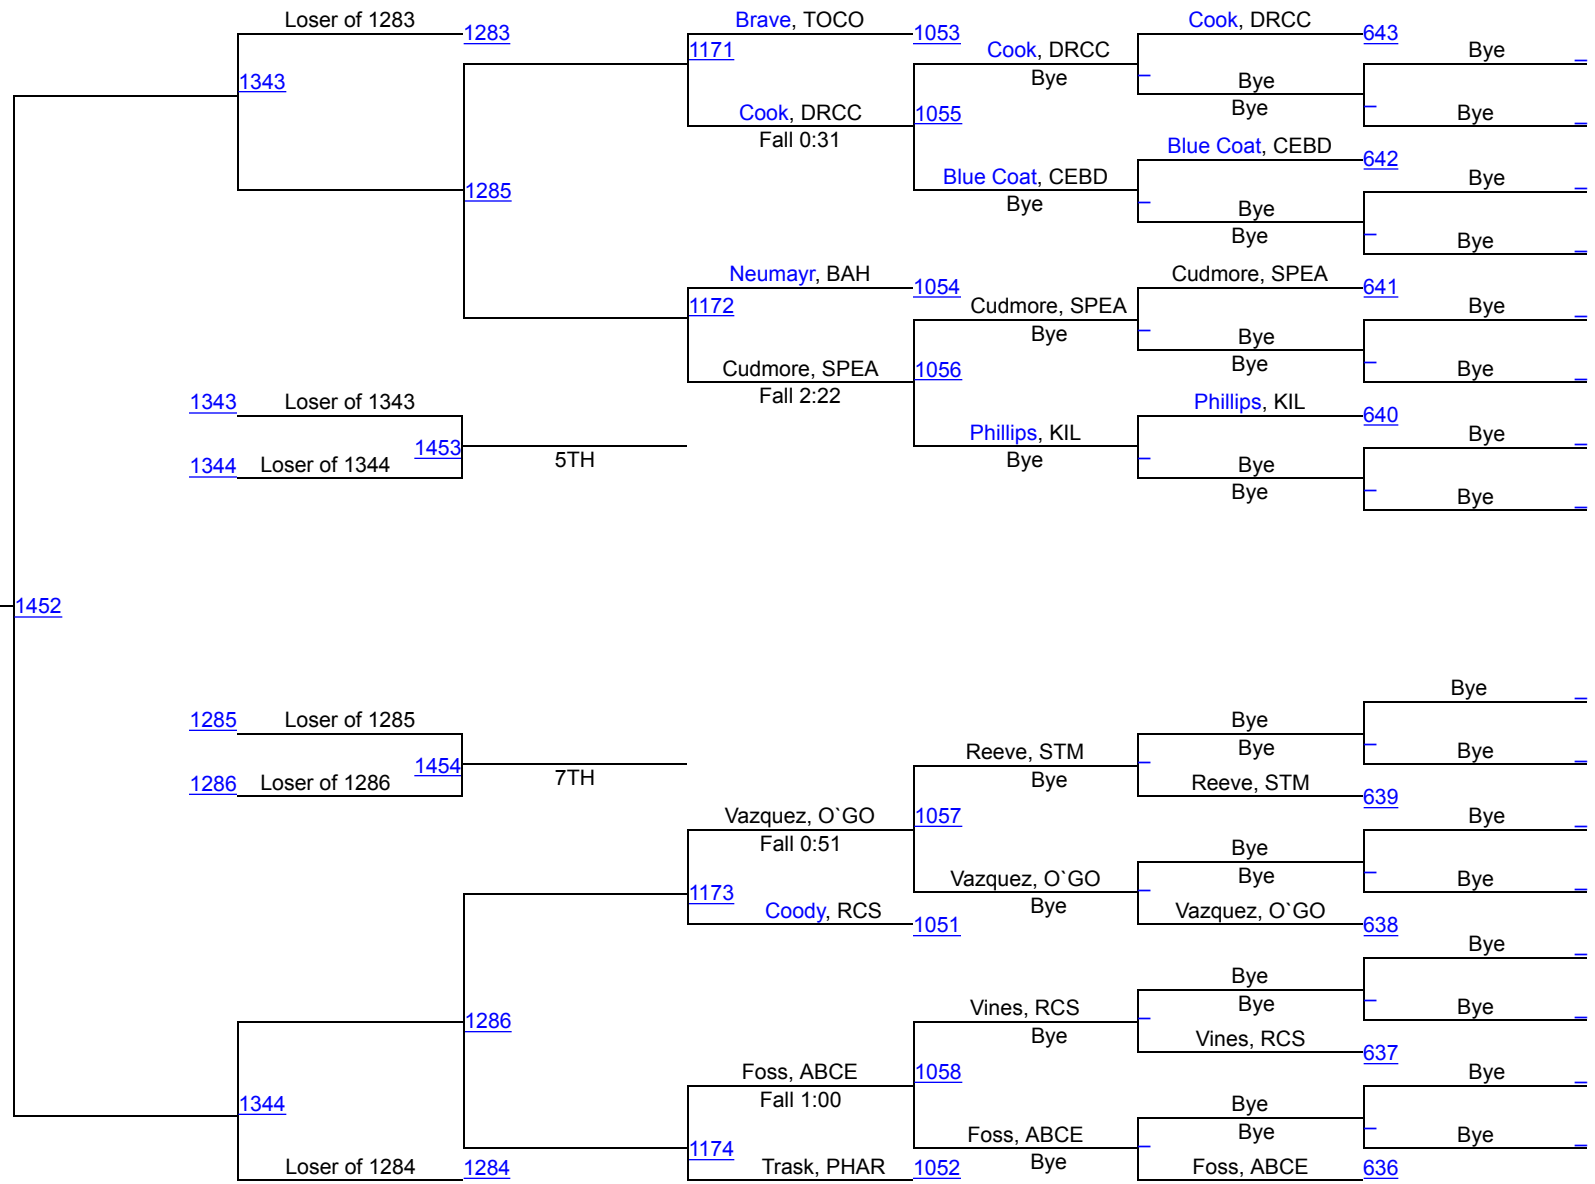 Loser of 1283
1283
Brave, TOCO
1053
Cook, DRCC
643
Bye
1343
1171
Cook, DRCC
Bye
Bye
Bye
Cook, DRCC
Fall 0:31
1055
Bye
Bye
Blue Coat, CEBD
642
1285
Blue Coat, CEBD
Bye
Bye
Bye
Bye
Bye
Neumayr, BAH
1054
Cudmore, SPEA
641
1172
Cudmore, SPEA
Bye
Bye
Bye
Bye
Cudmore, SPEA
Fall 2:22
1056
Bye
1343
Loser of 1343
Phillips, KIL
640
1453
5TH
Phillips, KIL
Bye
Bye
1344
Loser of 1344
Bye
Bye
Bye
1452
Bye
1285
Loser of 1285
Bye
Bye
1454
7TH
Reeve, STM
Bye
Bye
1286
Loser of 1286
Reeve, STM
639
Vazquez, O`GO
Fall 0:51
1057
Bye
Bye
Bye
1173
Vazquez, O`GO
Bye
Bye
Coody, RCS
1051
Vazquez, O`GO
638
Bye
Bye
Bye
1286
Vines, RCS
Bye
Bye
Vines, RCS
637
Foss, ABCE
Fall 1:00
1058
Bye
1344
Bye
Bye
1174
Foss, ABCE
Bye
Bye
Loser of 1284
1284
Trask, PHAR
1052
Foss, ABCE
636